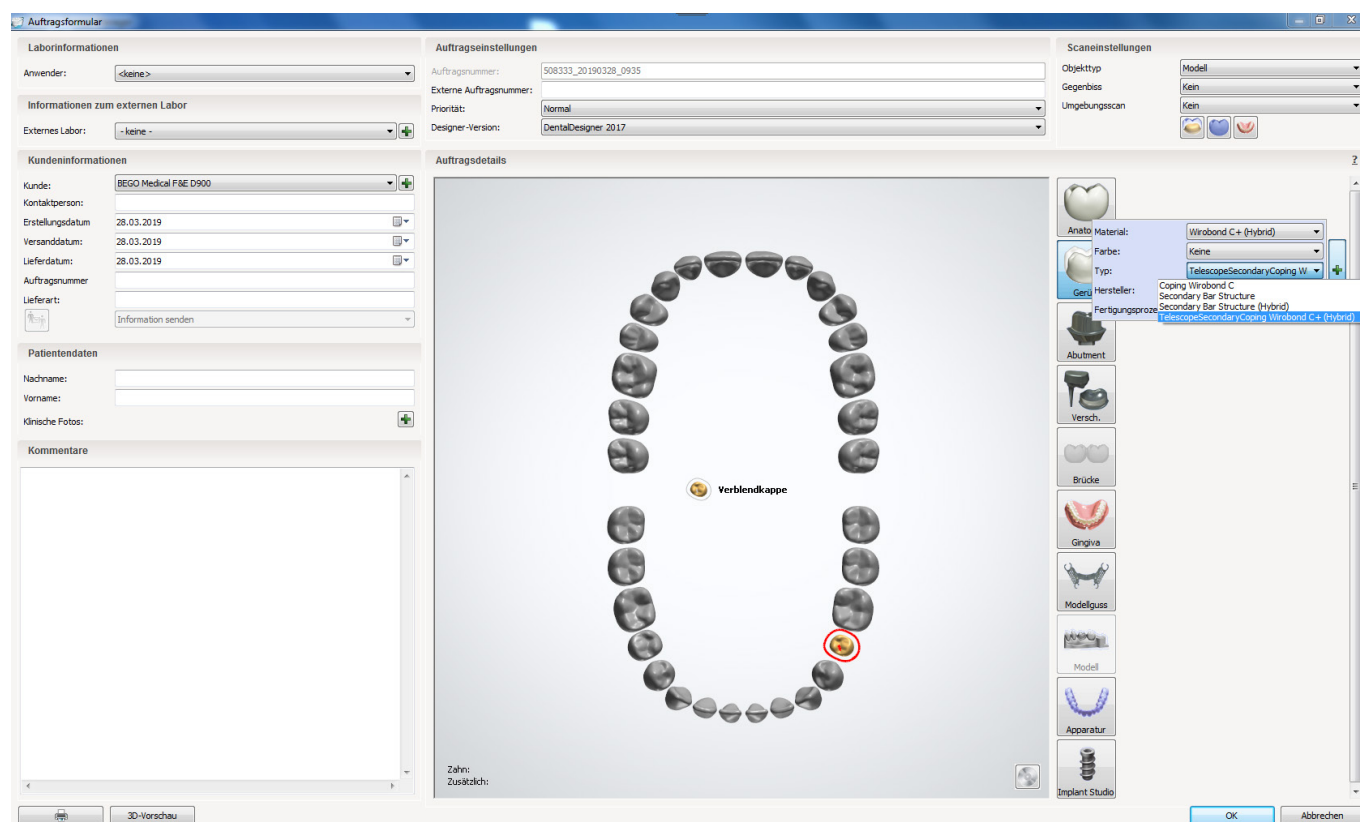 Auftragsformular
Laborinformationen
Anwender:
<keine>
Informationen zum externen Labor
Externes Labor:
- keine -
Kundeninformationen
Kunde:
BEGO Medical F&E D900
Kontaktperson:
Erstellungsdatum
28.03.2019
Versanddatum:
28.03.2019
Lieferdatum:
28.03.2019
Auftragsnummer
Lieferart:
Information senden
Patientendaten
Nachname:
Vorname:
Klinische Fotos:
Kommentare
3D-Vorschau
Auftragseinstellungen
Auftragsnummer:
508333_20190328_0935
Externe Auftragsnummer:
Priorität:
Normal
Designer-Version:
DentalDesigner 2017
Scaneinstellungen
Objekttyp
Modell
Gegenbiss
Kein
Umgebungsscan
Kein
Auftragsdetails
?
Verblendkappe
Zahn:
Zusätzlich:
Anato
Gerü
Material:
Wirobond C+ (Hybrid)
Farbe:
Keine
Typ:
TelescopeSecondaryCoping W
Hersteller:
Fertigungsproze
Coping Wirobond C
Secondary Bar Structure
Secondary Bar Structure (Hybrid)
TelescopeSecondaryCoping Wirobond C+ (Hybrid)
Abutment
Versch.
Brücke
Gingiva
Modellguss
Modell
Apparatur
Implant Studio
OK
Abbrechen